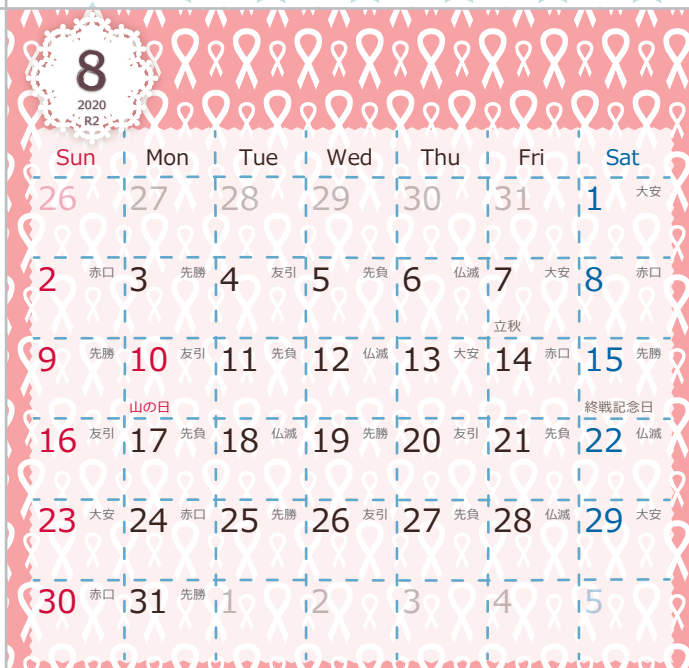 8
2020
R2
Sun Mon Tue Wed Thu Fri Sat
26 27 28 29 30 31 1 大安
2 赤口 3 先勝 4 友引 5 先負 6 仏滅 7 大安 8 赤口
立秋
9 先勝 10 友引 11 先負 12 仏滅 13 大安 14 赤口 15 先勝
山の日 終戦記念日
16 友引 17 先負 18 仏滅 19 先勝 20 友引 21 先負 22 仏滅
23 大安 24 赤口 25 先勝 26 友引 27 先負 28 仏滅 29 大安
30 赤口 31 先勝 1 2 3 4 5